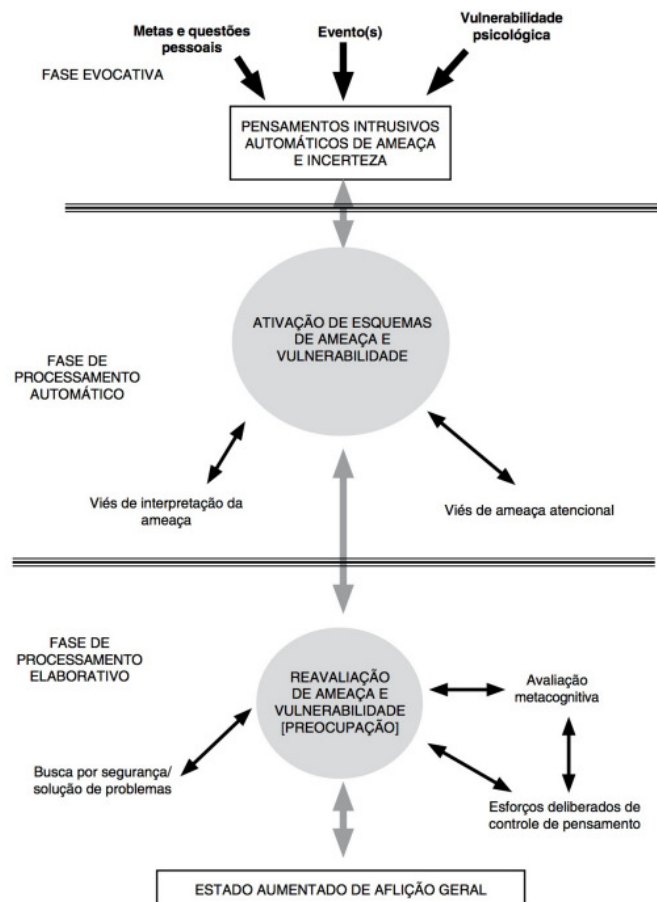 Metas e questões
pessoais
Evento(s)
Vulnerabilidade
psicológica
FASE EVOCATIVA
PENSAMENTOS INTRUSIVOS
AUTOMÁTICOS DE AMEAÇA
E INCERTEZA
ATIVAÇÃO DE ESQUEMAS
DE AMEAÇA E
VULNERABILIDADE
FASE DE
PROCESSAMENTO
AUTOMÁTICO
Viés de interpretação da
ameaça
Viés de ameaça atencional
FASE DE
PROCESSAMENTO
ELABORATIVO
REAVALIAÇÃO
DE AMEAÇA E
VULNERABILIDADE
[PREOCUPAÇÃO]
Avaliação
metacognitiva
Busca por segurança/
solução de problemas
Esforços deliberados de
controle de pensamento
ESTADO AUMENTADO DE AFLIÇÃO GERAL